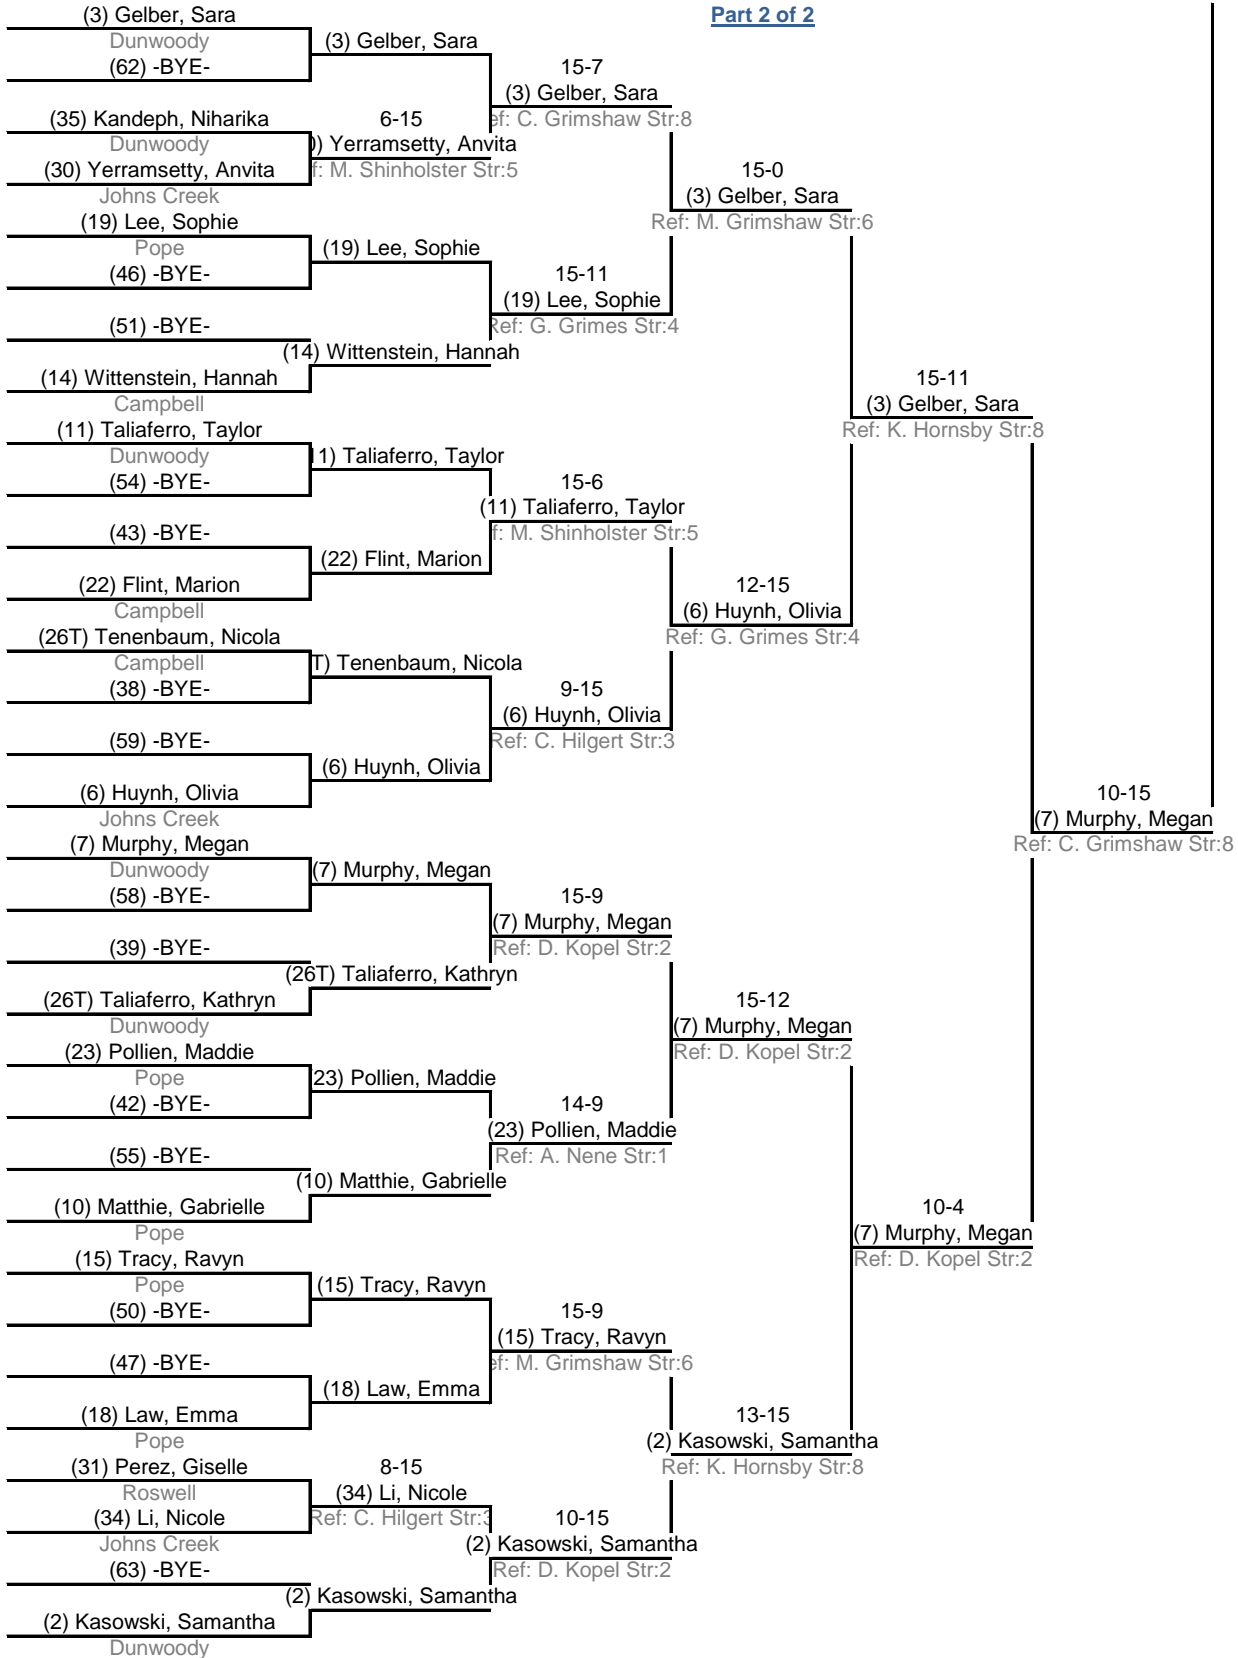 Part 2 of 2
(3) Gelber, Sara
Dunwoody
(62) -BYE-
(35) Kandeph, Niharika
Dunwoody
(30) Yerramsetty, Anvita
Johns Creek
(19) Lee, Sophie
Pope
(46) -BYE-
(51) -BYE-
(14) Wittenstein, Hannah
Campbell
(11) Taliaferro, Taylor
Dunwoody
(54) -BYE-
(43) -BYE-
(22) Flint, Marion
Campbell
(26T) Tenenbaum, Nicola
Campbell
(38) -BYE-
(59) -BYE-
(6) Huynh, Olivia
Johns Creek
(7) Murphy, Megan
Dunwoody
(58) -BYE-
(39) -BYE-
(26T) Taliaferro, Kathryn
Dunwoody
(23) Pollien, Maddie
Pope
(42) -BYE-
(55) -BYE-
(10) Matthie, Gabrielle
Pope
(15) Tracy, Ravyn
Pope
(50) -BYE-
(47) -BYE-
(18) Law, Emma
Pope
(31) Perez, Giselle
Roswell
(34) Li, Nicole
Johns Creek
(63) -BYE-
(2) Kasowski, Samantha
Dunwoody
(3) Gelber, Sara
6-15
) Yerramsetty, Anvita
f: M. Shinholster Str:5
(19) Lee, Sophie
(14) Wittenstein, Hannah
1) Taliaferro, Taylor
(22) Flint, Marion
T) Tenenbaum, Nicola
(6) Huynh, Olivia
(7) Murphy, Megan
(26T) Taliaferro, Kathryn
23) Pollien, Maddie
(10) Matthie, Gabrielle
(15) Tracy, Ravyn
(18) Law, Emma
8-15
(34) Li, Nicole
Ref: C. Hilgert Str:3
(2) Kasowski, Samantha
15-7
(3) Gelber, Sara
ef: C. Grimshaw Str:8
15-11
(19) Lee, Sophie
Ref: G. Grimes Str:4
15-6
(11) Taliaferro, Taylor
f: M. Shinholster Str:5
9-15
(6) Huynh, Olivia
Ref: C. Hilgert Str:3
15-9
(7) Murphy, Megan
Ref: D. Kopel Str:2
14-9
(23) Pollien, Maddie
Ref: A. Nene Str:1
15-9
(15) Tracy, Ravyn
ef: M. Grimshaw Str:6
10-15
(2) Kasowski, Samantha
Ref: D. Kopel Str:2
15-0
(3) Gelber, Sara
Ref: M. Grimshaw Str:6
12-15
(6) Huynh, Olivia
Ref: G. Grimes Str:4
15-12
(7) Murphy, Megan
Ref: D. Kopel Str:2
13-15
(2) Kasowski, Samantha
Ref: K. Hornsby Str:8
15-11
(3) Gelber, Sara
Ref: K. Hornsby Str:8
10-4
(7) Murphy, Megan
Ref: D. Kopel Str:2
10-15
(7) Murphy, Megan
Ref: C. Grimshaw Str:8